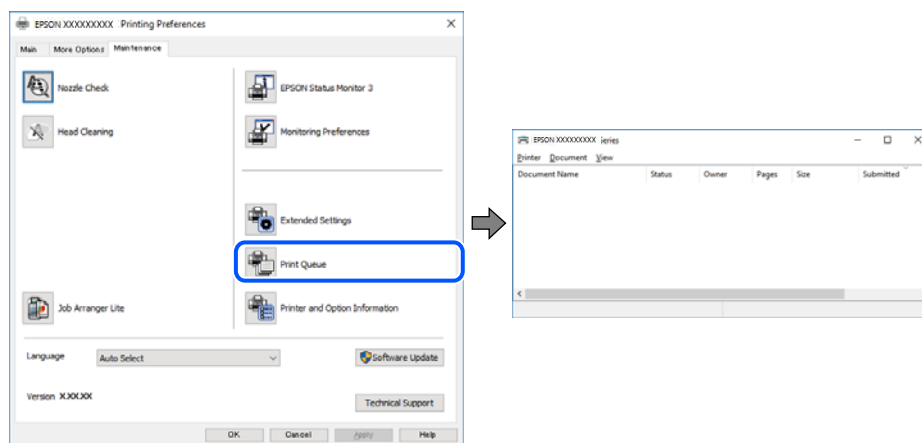 EPSON XXXXXXXXX Printing Preferences
Main More Options Maintenance
Nozzle Check
Head Cleaning
Job Arranger Lite
EPSON Status Monitor 3
Monitoring Preferences
Extended Settings
Print Queue
Printer and Option Information
Language Auto Select Software Update
Version X.XX.XX
Technical Support
OK Cancel Apply Help
EPSON XXXXXXXXX ieries
Printer Document View
Document Name Status Owner Pages Size Submitted